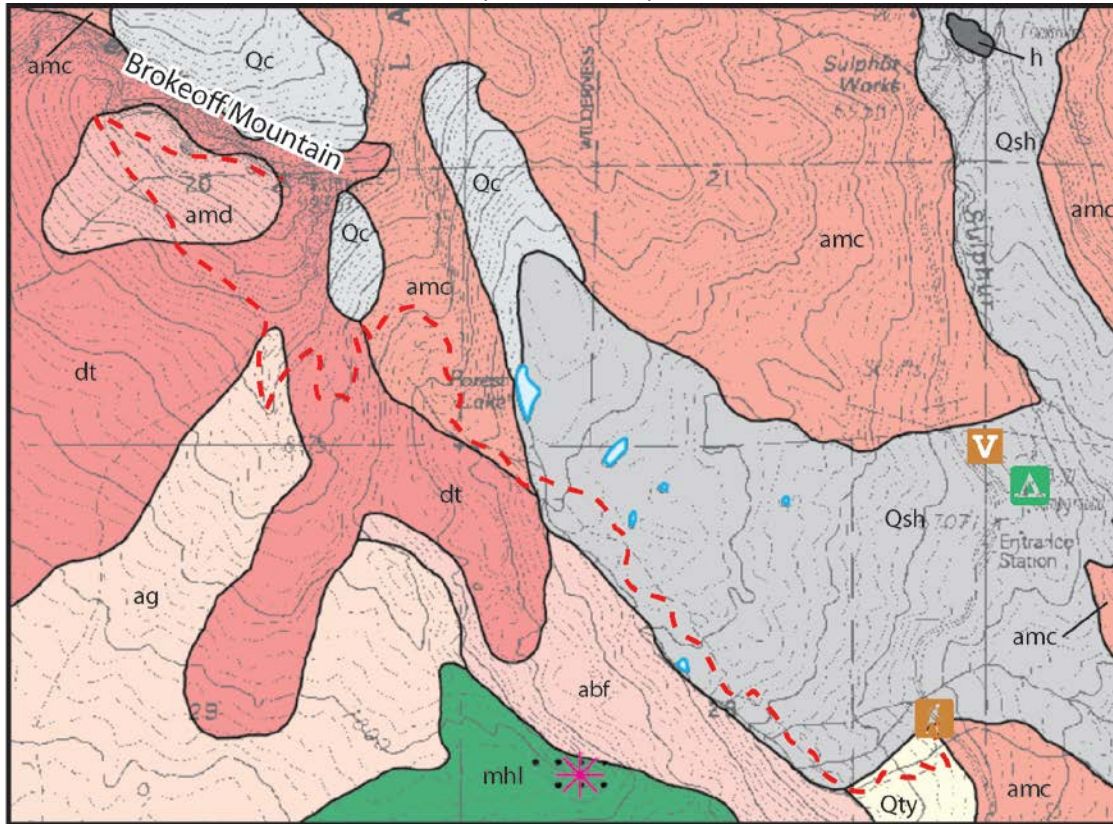 amc
Qc
L
A
h
Brokeoff Mountain
WILDERNESS
Sulphur
Works
Qsh
20
amd
Qc
Qc
21
amc
amc
Sulphur
amc
dt
Forest
Lake
V
dt
Qsh
Entrance
Station
ag
amc
abf
29
mhl
Qty
amc